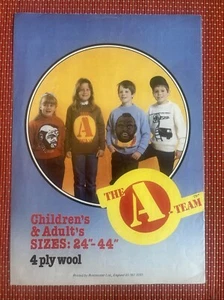 A
THE
A
-TEAM
Children's
& Adult's
SIZES: 24"-44"
4 ply wool